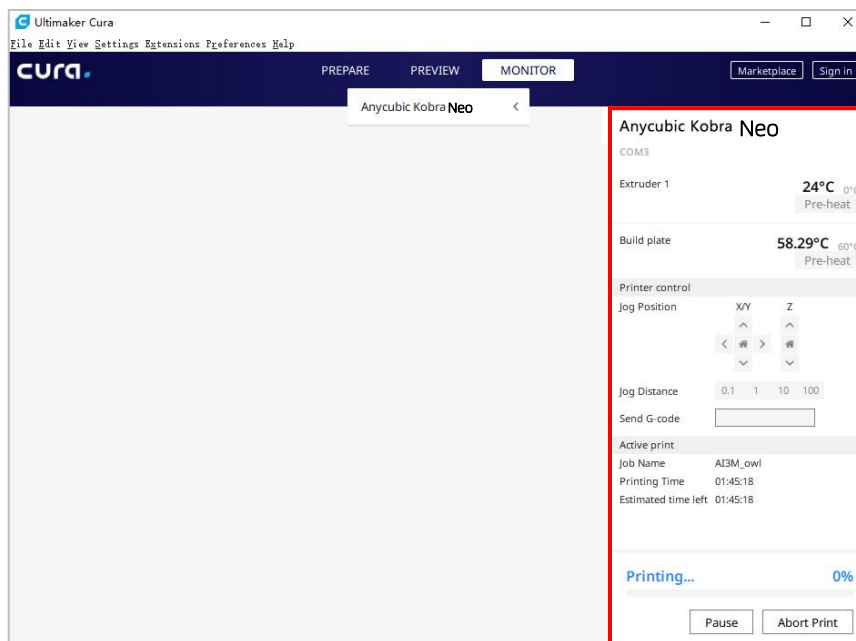 Ultimaker Cura
File Edit View Settings Extensions Preferences Help
cura.
PREPARE PREVIEW MONITOR
Marketplace Sign in
Anycubic Kobra Neo
Anycubic Kobra Neo
COM3
Extruder 1 24°C 0°C
Pre-heat
Build plate 58.29°C 60°C
Pre-heat
Printer control
Jog Position X/Y Z
Jog Distance 0.1 1 10 100
Send G-code
Active print
Job Name AI3M_owl
Printing Time 01:45:18
Estimated time left 01:45:18
Printing... 0%
Pause Abort Print